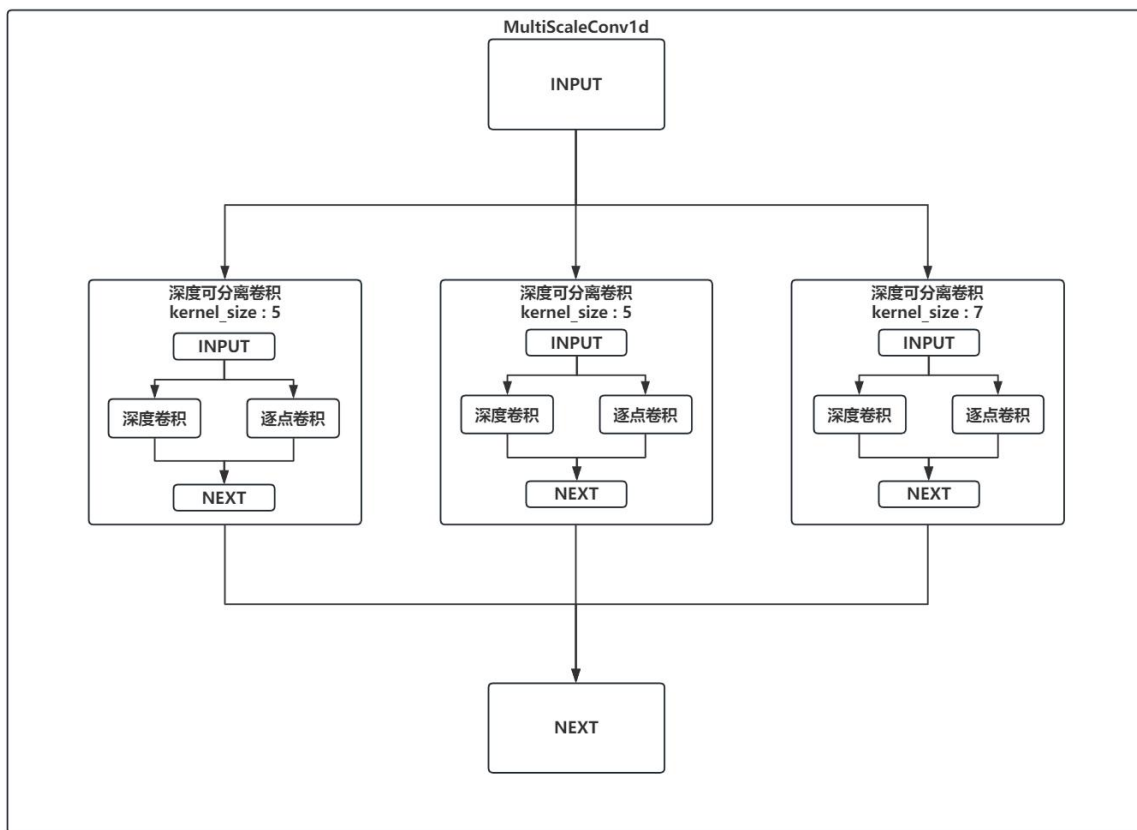 MultiScaleConv1d
INPUT
深度可分离卷积
kernel_size : 5
INPUT
深度卷积
逐点卷积
NEXT
深度可分离卷积
kernel_size : 5
INPUT
深度卷积
逐点卷积
NEXT
深度可分离卷积
kernel_size : 7
INPUT
深度卷积
逐点卷积
NEXT
NEXT